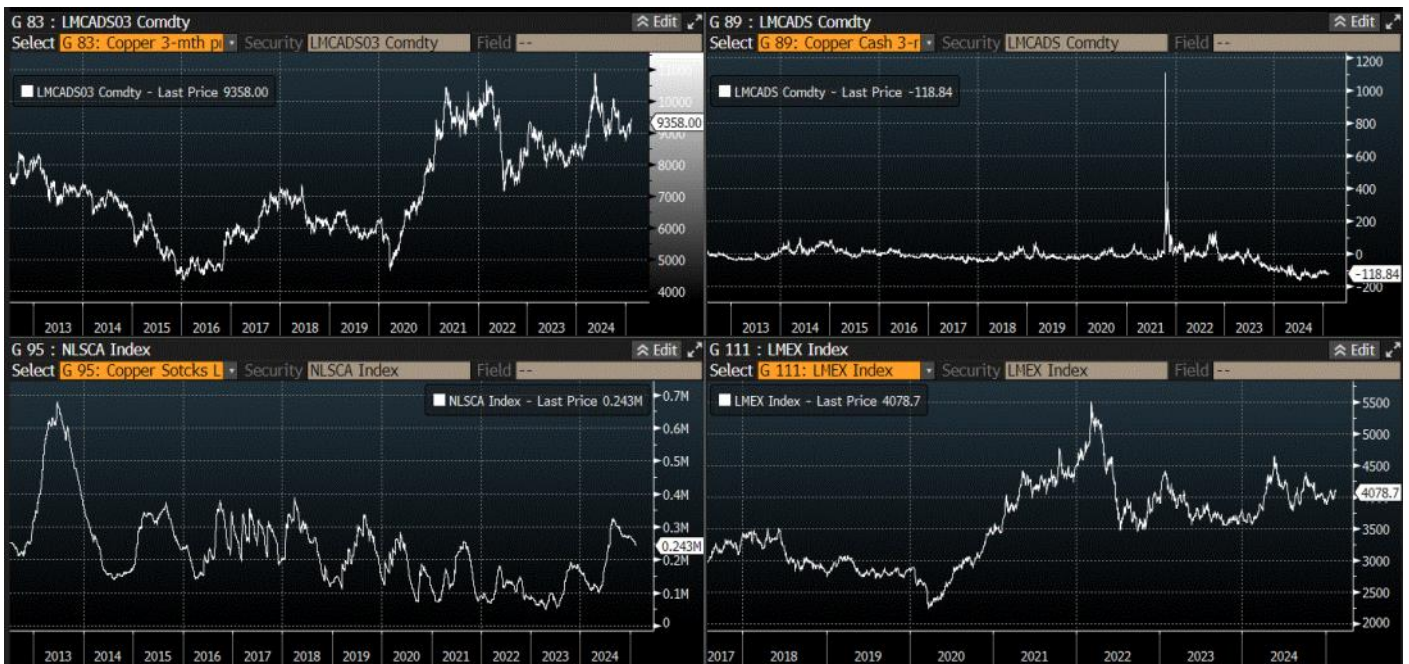 G 83 : LMCADS03 Comdty
Edit
Select G 83: Copper 3-mth pr Security LMCADS03 Comdty Field --
LMCADS03 Comdty - Last Price 9358.00
11000
10000
9358.00
9000
8000
7000
6000
5000
4000
2013 2014 2015 2016 2017 2018 2019 2020 2021 2022 2023 2024
G 89 : LMCADS Comdty
Edit
Select G 89: Copper Cash 3-r Security LMCADS Comdty Field --
LMCADS Comdty - Last Price -118.84
1200
1000
800
600
400
200
0
-118.84
-200
2013 2014 2015 2016 2017 2018 2019 2020 2021 2022 2023 2024
G 95 : NLSCA Index
Edit
Select G 95: Copper Sotcks L Security NLSCA Index Field --
NLSCA Index - Last Price 0.243M
0.7M
0.6M
0.5M
0.4M
0.3M
0.243M
0.2M
0.1M
0
2013 2014 2015 2016 2017 2018 2019 2020 2021 2022 2023 2024
G 111 : LMEX Index
Edit
Select G 111: LMEX Index Security LMEX Index Field --
LMEX Index - Last Price 4078.7
5500
5000
4500
4078.7
3500
3000
2500
2000
2017 2018 2019 2020 2021 2022 2023 2024